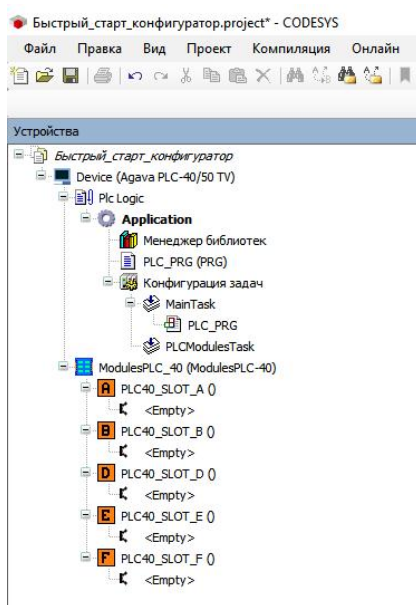 Быстрый_старт_конфигуратор.project* - CODESYS
Файл Правка Вид Проект Компиляция Онлайн
Устройства
Быстрый_старт_конфигуратор
Device (Agava PLC-40/50 TV)
Plc Logic
Application
Менеджер библиотек
PLC_PRG (PRG)
Конфигурация задач
MainTask
PLC_PRG
PLCModulesTask
ModulesPLC_40 (ModulesPLC-40)
A PLC40_SLOT_A ()
<Empty>
B PLC40_SLOT_B ()
<Empty>
D PLC40_SLOT_D ()
<Empty>
E PLC40_SLOT_E ()
<Empty>
F PLC40_SLOT_F ()
<Empty>